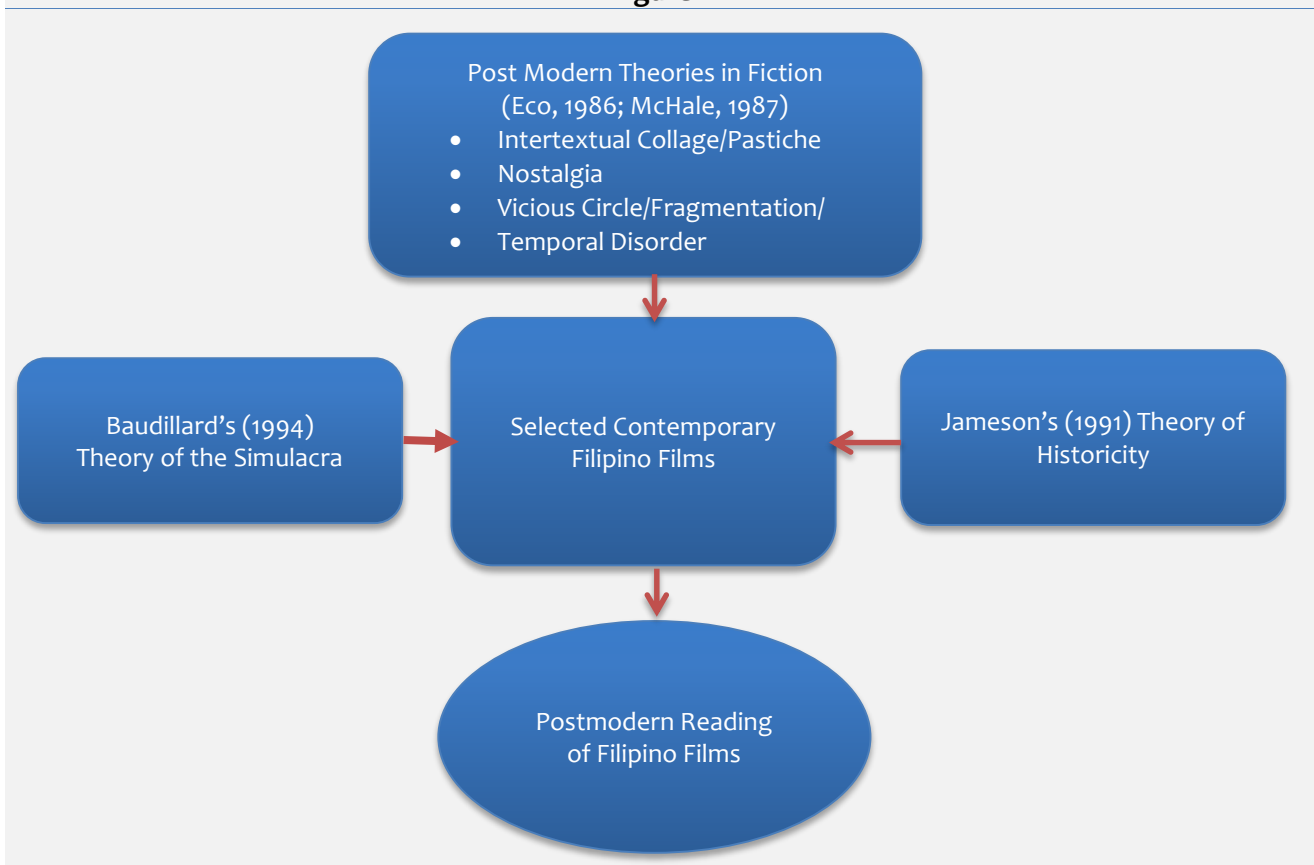 Post Modern Theories in Fiction
(Eco, 1986; McHale, 1987)
• Intertextual Collage/Pastiche
• Nostalgia
• Vicious Circle/Fragmentation/
• Temporal Disorder
Baudillard’s (1994)
Theory of the Simulacra
Selected Contemporary
Filipino Films
Jameson’s (1991) Theory of
Historicity
Postmodern Reading
of Filipino Films